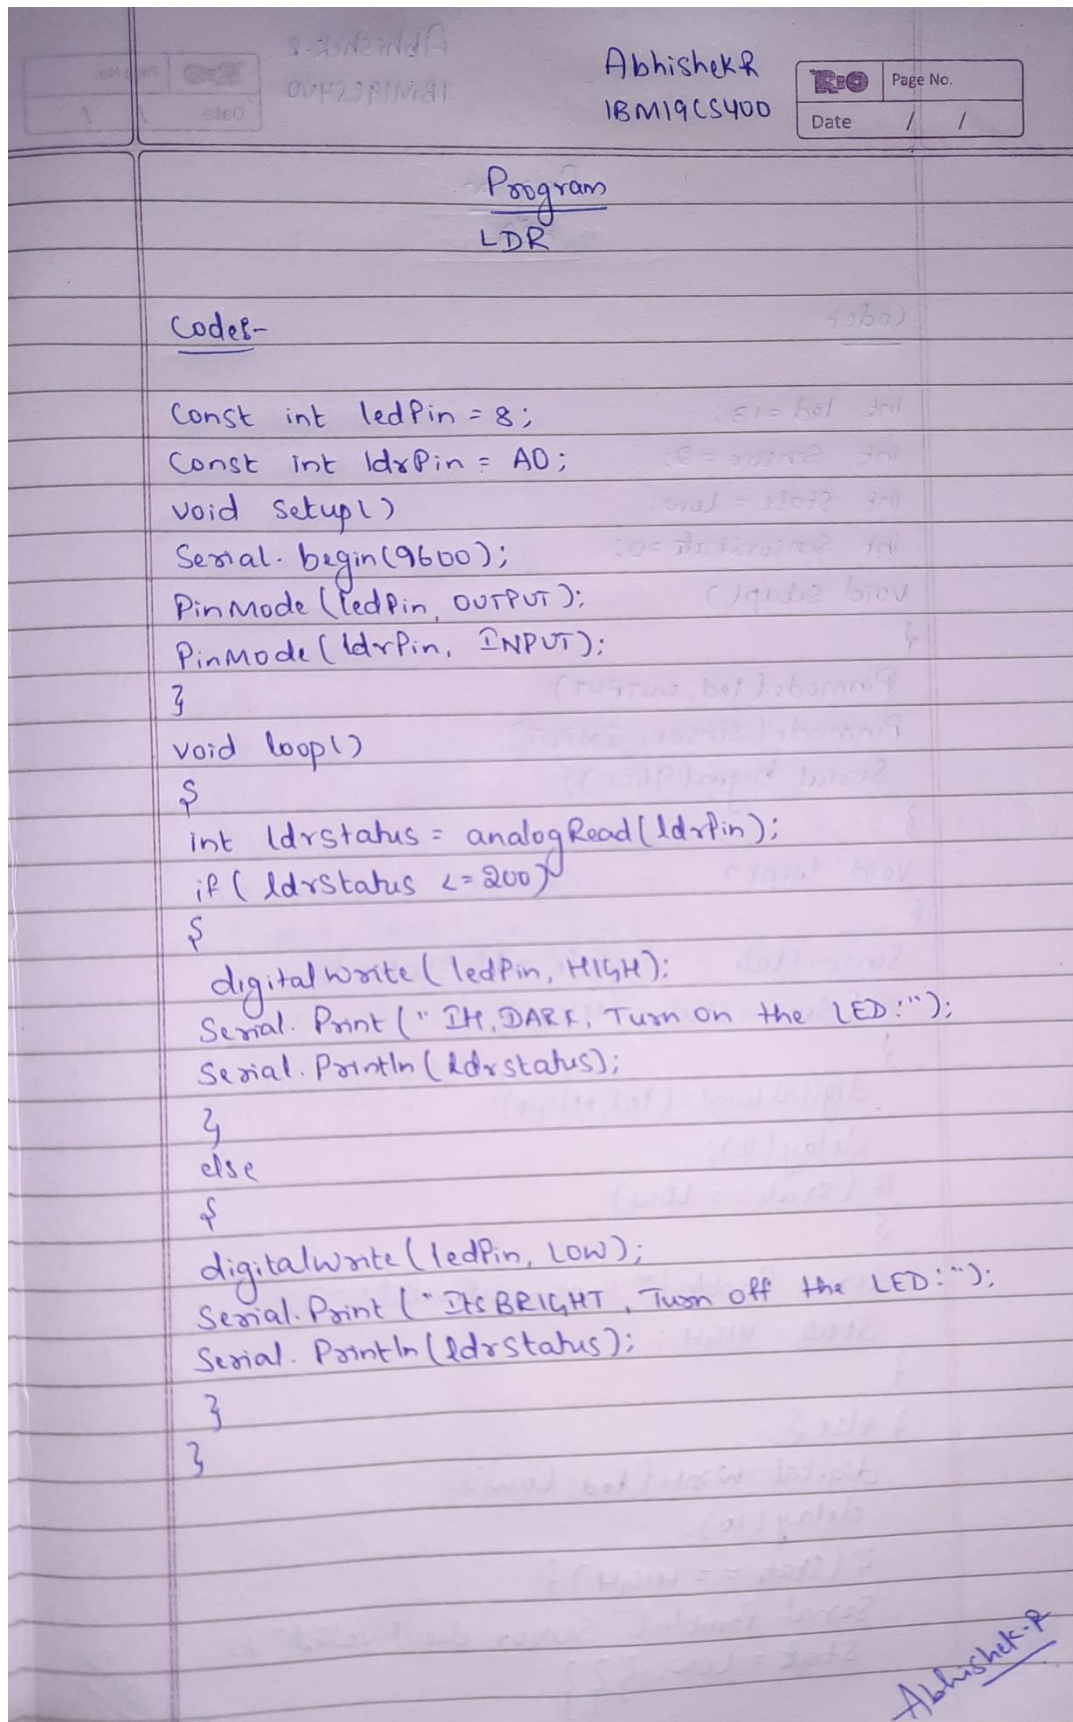 Abhishek R
1BM19CS400
RIO Page No.
Date / /
Program
LDR
Code:-
Const int ledPin = 8;
Const int ldrPin = A0;
void setup()
Serial.begin(9600);
PinMode(ledPin, OUTPUT);
PinMode(ldrPin, INPUT);
}
void loop()
{
int ldrstatus = analogRead(ldrPin);
if (ldrStatus <= 200)
{
digitalWrite(ledPin, HIGH);
Serial.Print(" DARK, Turn on the LED:");
Serial.Println(ldrstatus);
}
else
{
digitalWrite(ledPin, LOW);
Serial.Print("Its BRIGHT, Turn off the LED:");
Serial.Println(ldrStatus);
}
}
Abhishek.R